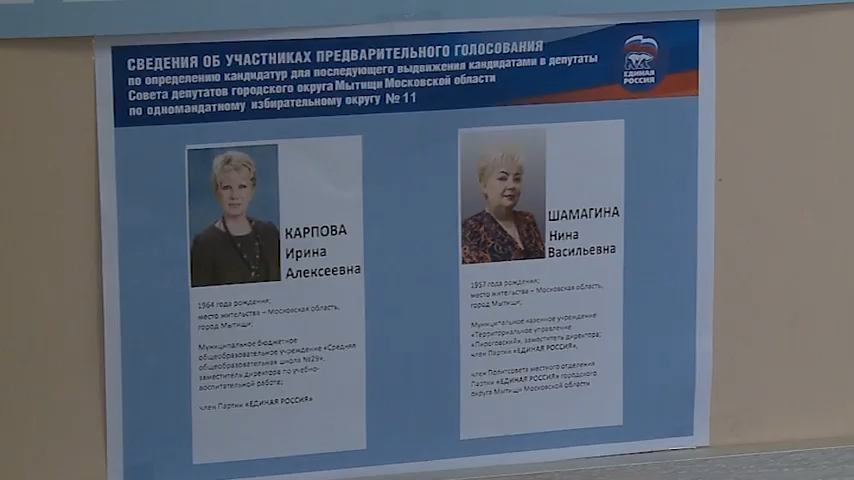 СВЕДЕНИЯ ОБ УЧАСТНИКАХ ПРЕДВАРИТЕЛЬНОГО ГОЛОСОВАНИЯ
по определению кандидатур для последующего выдвижения кандидатами в депутаты
Совета депутатов городского округа Мытищи Московской области
по одномандатному избирательному округу №11
ЕДИНАЯ
РОССИЯ
КАРПОВА
Ирина
Алексеевна
1964 года рождения;
место жительства – Московская область,
город Мытищи;
Муниципальное бюджетное
общеобразовательное учреждение «Средняя
общеобразовательная школа №29»,
заместитель директора по учебно-
воспитательной работе;
член Партии «ЕДИНАЯ РОССИЯ»
ШАМАГИНА
Нина
Васильевна
1957 года рождения;
место жительства – Московская область,
город Мытищи;
Муниципальное казенное учреждение
«Территориальное управление
«Пироговский», заместитель директора;
член Партии «ЕДИНАЯ РОССИЯ»,
член Политсовета местного отделения
Партии «ЕДИНАЯ РОССИЯ» городского
округа Мытищи Московской области